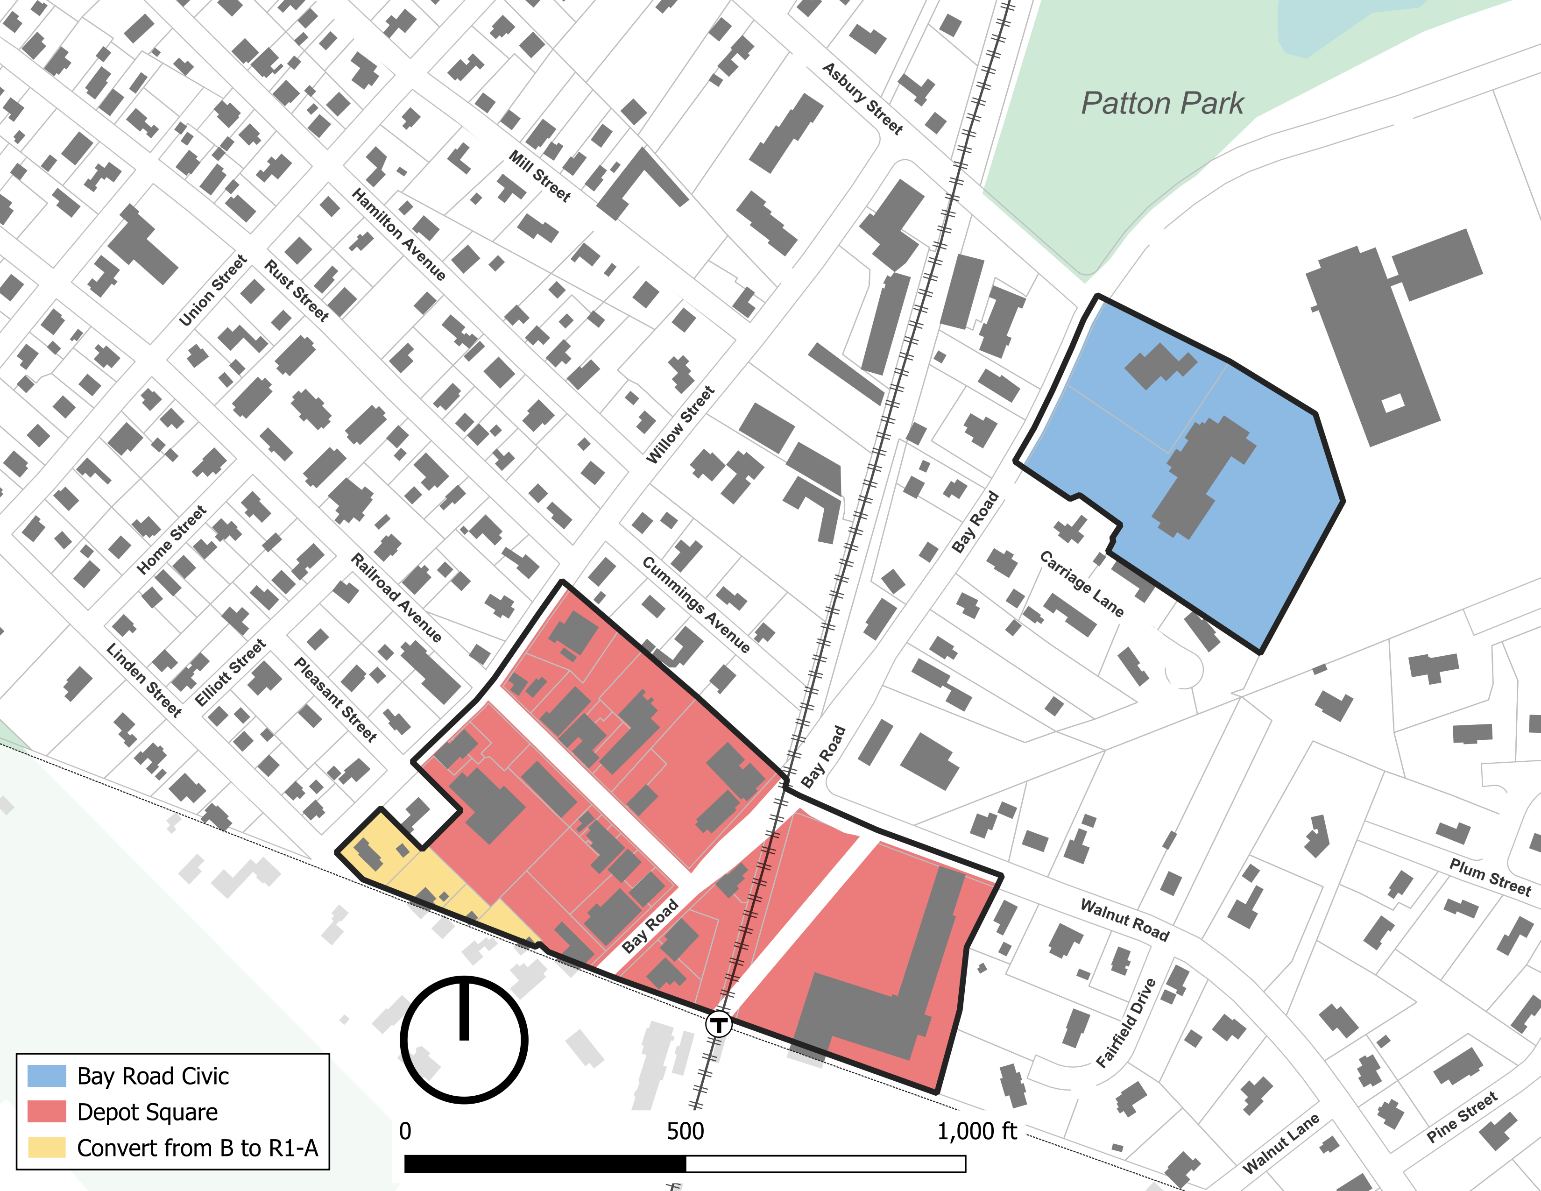 Patton Park
Asbury Street
Mill Street
Hamilton Avenue
Union Street
Rust Street
Willow Street
Bay Road
Carriage Lane
Home Street
Railroad Avenue
Cummings Avenue
Linden Street
Elliott Street
Pleasant Street
Bay Road
Plum Street
Walnut Road
Bay Road
Fairfield Drive
T
Bay Road Civic
Depot Square
Convert from B to R1-A
0 500 1,000 ft
Walnut Lane
Pine Street